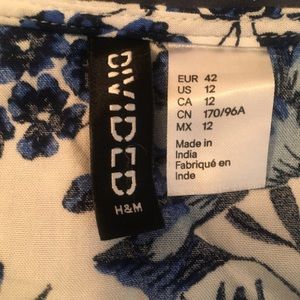 DIVIDED
H&M
EUR 42
US 12
CA 12
CN 170/96A
MX 12
Made in
India
Fabriqué en
Inde